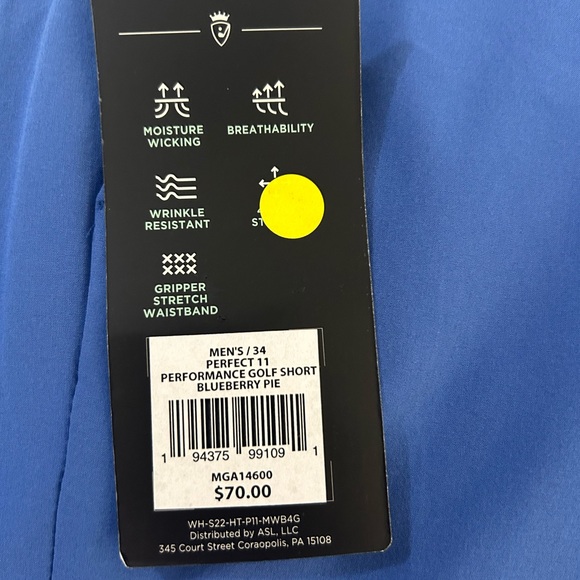 MOISTURE
WICKING
BREATHABILITY
WRINKLE
RESISTANT
GRIPPER
STRETCH
WAISTBAND
MEN'S / 34
PERFECT 11
PERFORMANCE GOLF SHORT
BLUEBERRY PIE
1 94375 99109 1
MGA14600
$70.00
WH-S22-HT-P11-MWB4G
Distributed by ASL, LLC
345 Court Street Coraopolis, PA 15108